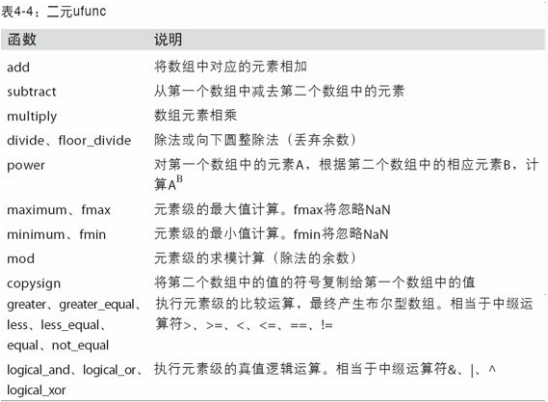 表4-4：二元ufunc
函数 说明
add 将数组中对应的元素相加
subtract 从第一个数组中减去第二个数组中的元素
multiply 数组元素相乘
divide、floor_divide 除法或向下圆整除法（丢弃余数）
power 对第一个数组中的元素A，根据第二个数组中的相应元素B，计
算A^B
maximum、fmax 元素级的最大值计算。fmax将忽略NaN
minimum、fmin 元素级的最小值计算。fmin将忽略NaN
mod 元素级的求模计算（除法的余数）
copysign 将第二个数组中的值的符号复制给第一个数组中的值
greater、greater_equal、 执行元素级的比较运算，最终产生布尔型数组。相当于中缀运
less、less_equal、 算符>、>=、<、<=、==、!=
equal、not_equal
logical_and、logical_or、 执行元素级的真值逻辑运算。相当于中缀运算符&、|、^
logical_xor